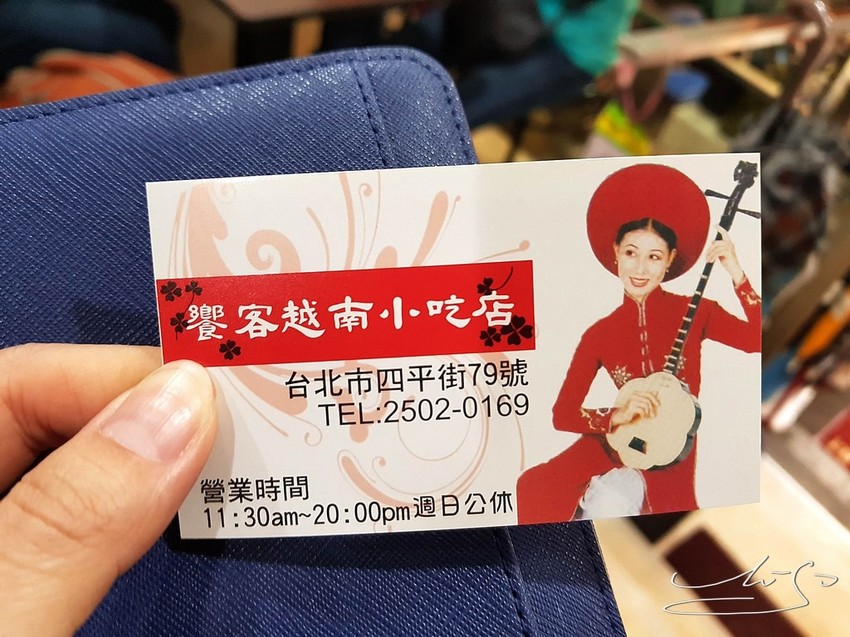 饗客越南小吃店
台北市四平街79號
TEL.2502-0169
營業時間
11:30am~20:00pm週日公休